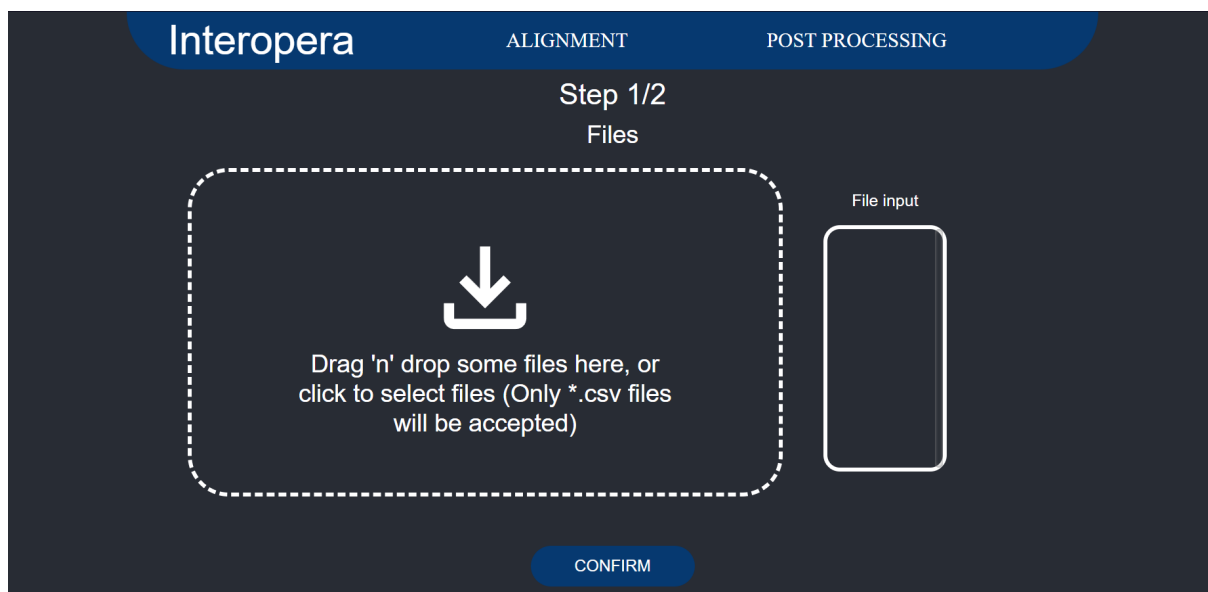 Interopera
ALIGNMENT
POST PROCESSING
Step 1/2
Files
File input
Drag 'n' drop some files here, or
click to select files (Only *.csv files
will be accepted)
CONFIRM